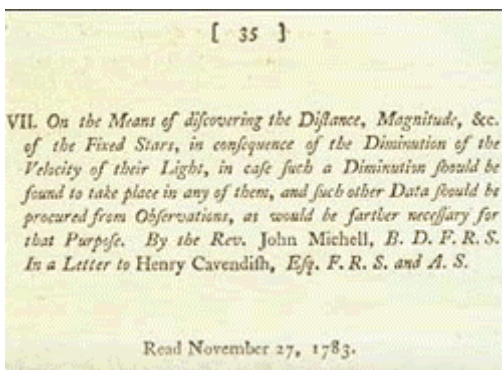 [ 35 ]
VII. On the Means of diſcovering the Diſtance, Magnitude, &c.
of the Fixed Stars, in conſequence of the Diminution of the
Velocity of their Light, in caſe ſuch a Diminution ſhould be
found to take place in any of them, and ſuch other Data ſhould be
procured from Obſervations, as would be farther neceſſary for
that Purpoſe. By the Rev. John Michell, B. D. F. R. S.
In a Letter to Henry Cavendiſh, Eſq. F. R. S. and A. S.
Read November 27, 1783.